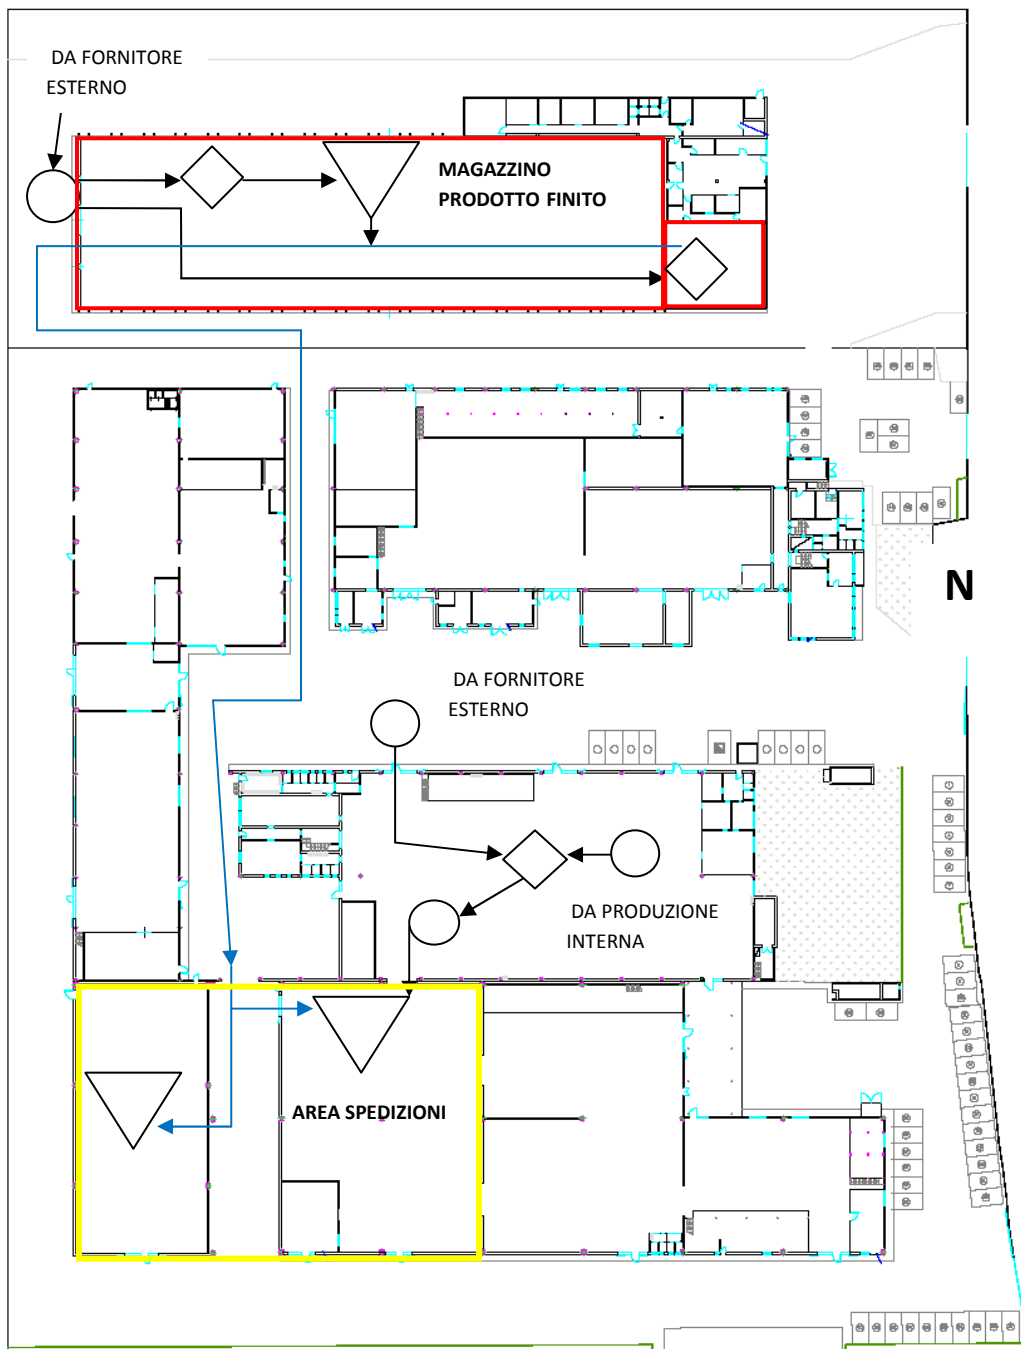 DA FORNITORE
ESTERNO
MAGAZZINO
PRODOTTO FINITO
N
DA FORNITORE
ESTERNO
DA PRODUZIONE
INTERNA
AREA SPEDIZIONI